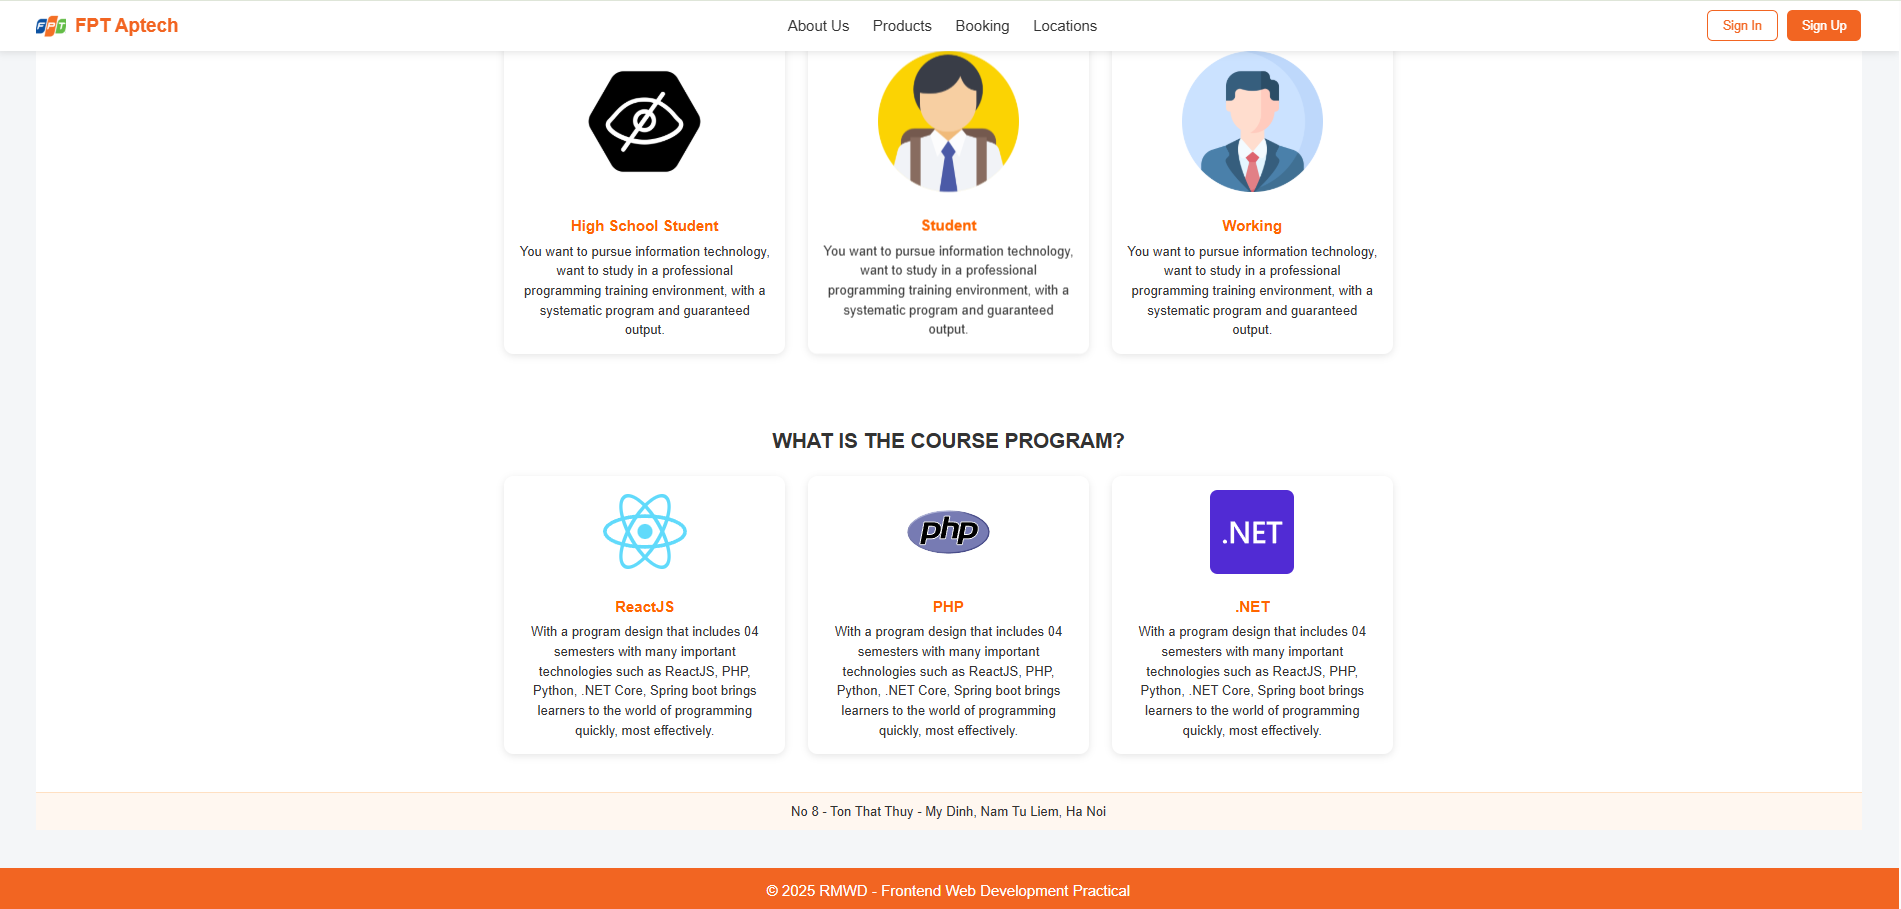 FPT FPT Aptech
About Us Products Booking Locations
Sign In Sign Up
High School Student
You want to pursue information technology,
want to study in a professional
programming training environment, with a
systematic program and guaranteed
output.
Student
You want to pursue information technology,
want to study in a professional
programming training environment, with a
systematic program and guaranteed
output.
Working
You want to pursue information technology,
want to study in a professional
programming training environment, with a
systematic program and guaranteed
output.
WHAT IS THE COURSE PROGRAM?
ReactJS
With a program design that includes 04
semesters with many important
technologies such as ReactJS, PHP,
Python, .NET Core, Spring boot brings
learners to the world of programming
quickly, most effectively.
php
PHP
With a program design that includes 04
semesters with many important
technologies such as ReactJS, PHP,
Python, .NET Core, Spring boot brings
learners to the world of programming
quickly, most effectively.
.NET
.NET
With a program design that includes 04
semesters with many important
technologies such as ReactJS, PHP,
Python, .NET Core, Spring boot brings
learners to the world of programming
quickly, most effectively.
No 8 - Ton That Thuy - My Dinh, Nam Tu Liem, Ha Noi
© 2025 RMWD - Frontend Web Development Practical